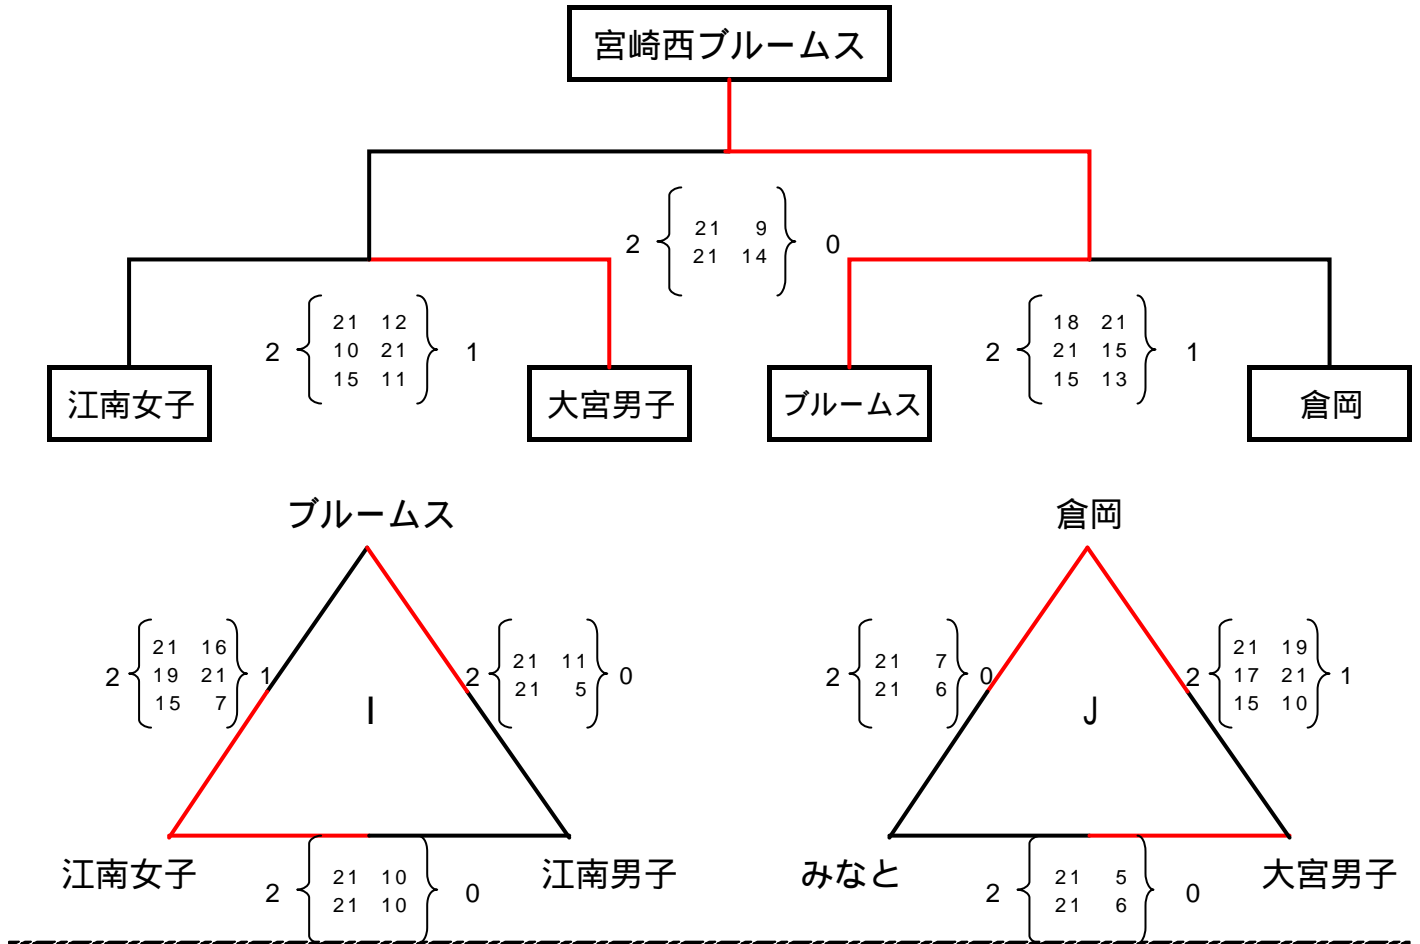 宮崎西ブルームス
2 21 9 0
21 14
2 21 12 1
10 21
15 11
2 18 21 1
21 15
15 13
江南女子 大宮男子 ブルームス 倉岡
ブルームス 倉岡
2 21 16 1
19 21
15 7
2 21 11 0
21 5
2 21 7 0
21 6
2 21 19 1
17 21
15 10
I J
江南女子 江南男子 みなと 大宮男子
2 21 10 0
21 10
2 21 5 0
21 6